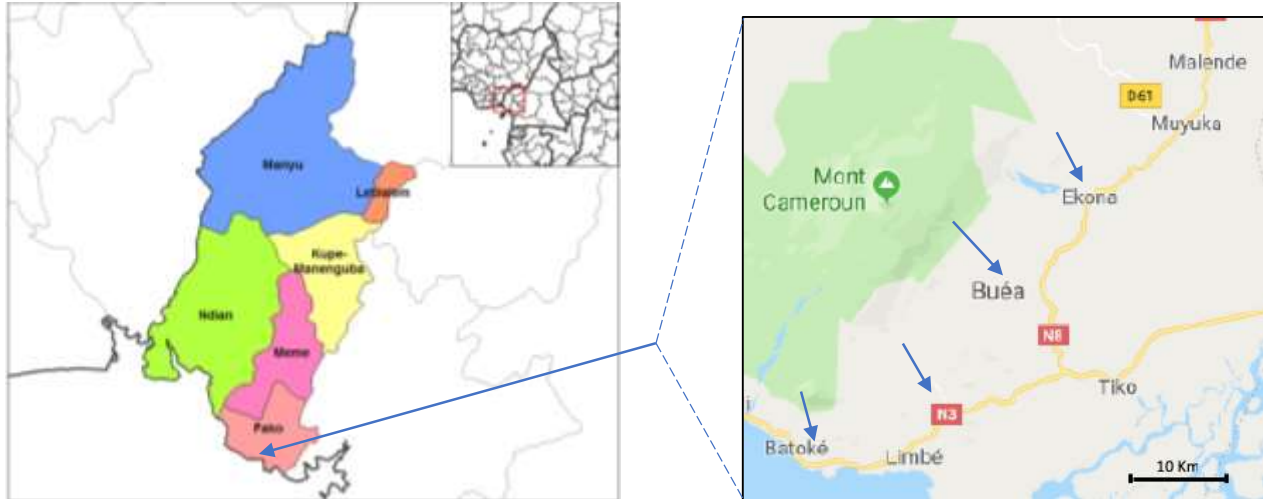 Manyu
Lebialem
Kupe-
Manenguba
Ndian
Meme
Fako
Malende
D61
Muyuka
Mont
Cameroun
Ekona
Buéa
N8
Tiko
N3
i
Batoké
Limbé
10 Km